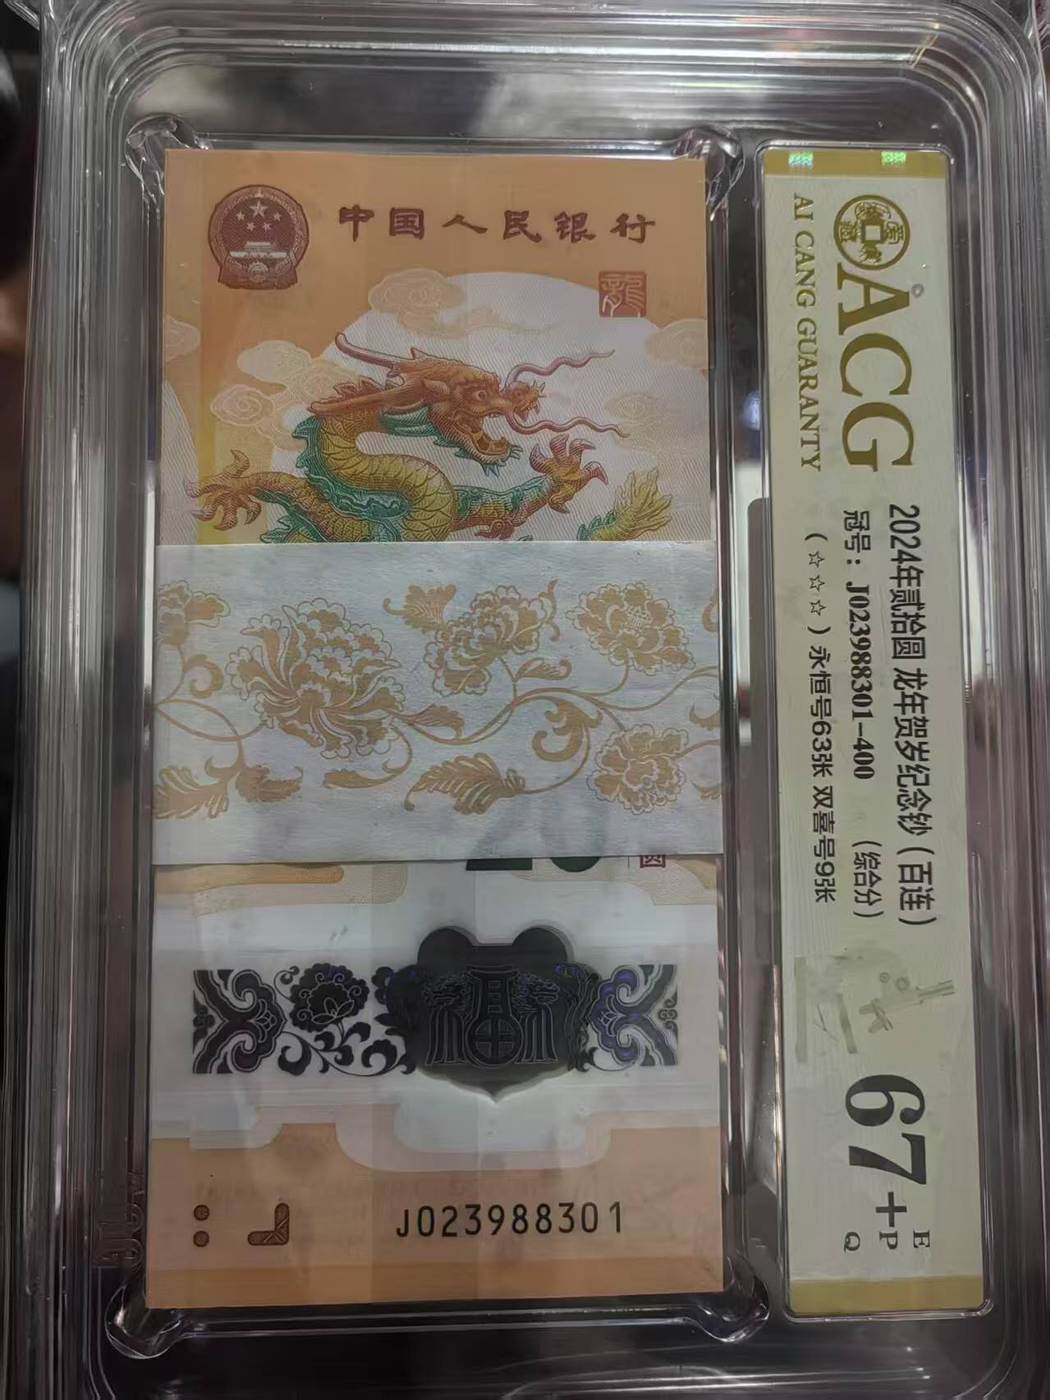 中国人民银行
龍
圆
J023988301
ACG
AI CANG GUARANTY
2024年贰拾圆 龙年贺岁纪念钞（百连）
冠号：J023988301-400 （综合分）
（☆☆☆）永恒号63张 双喜号9张
67+
E
P
Q